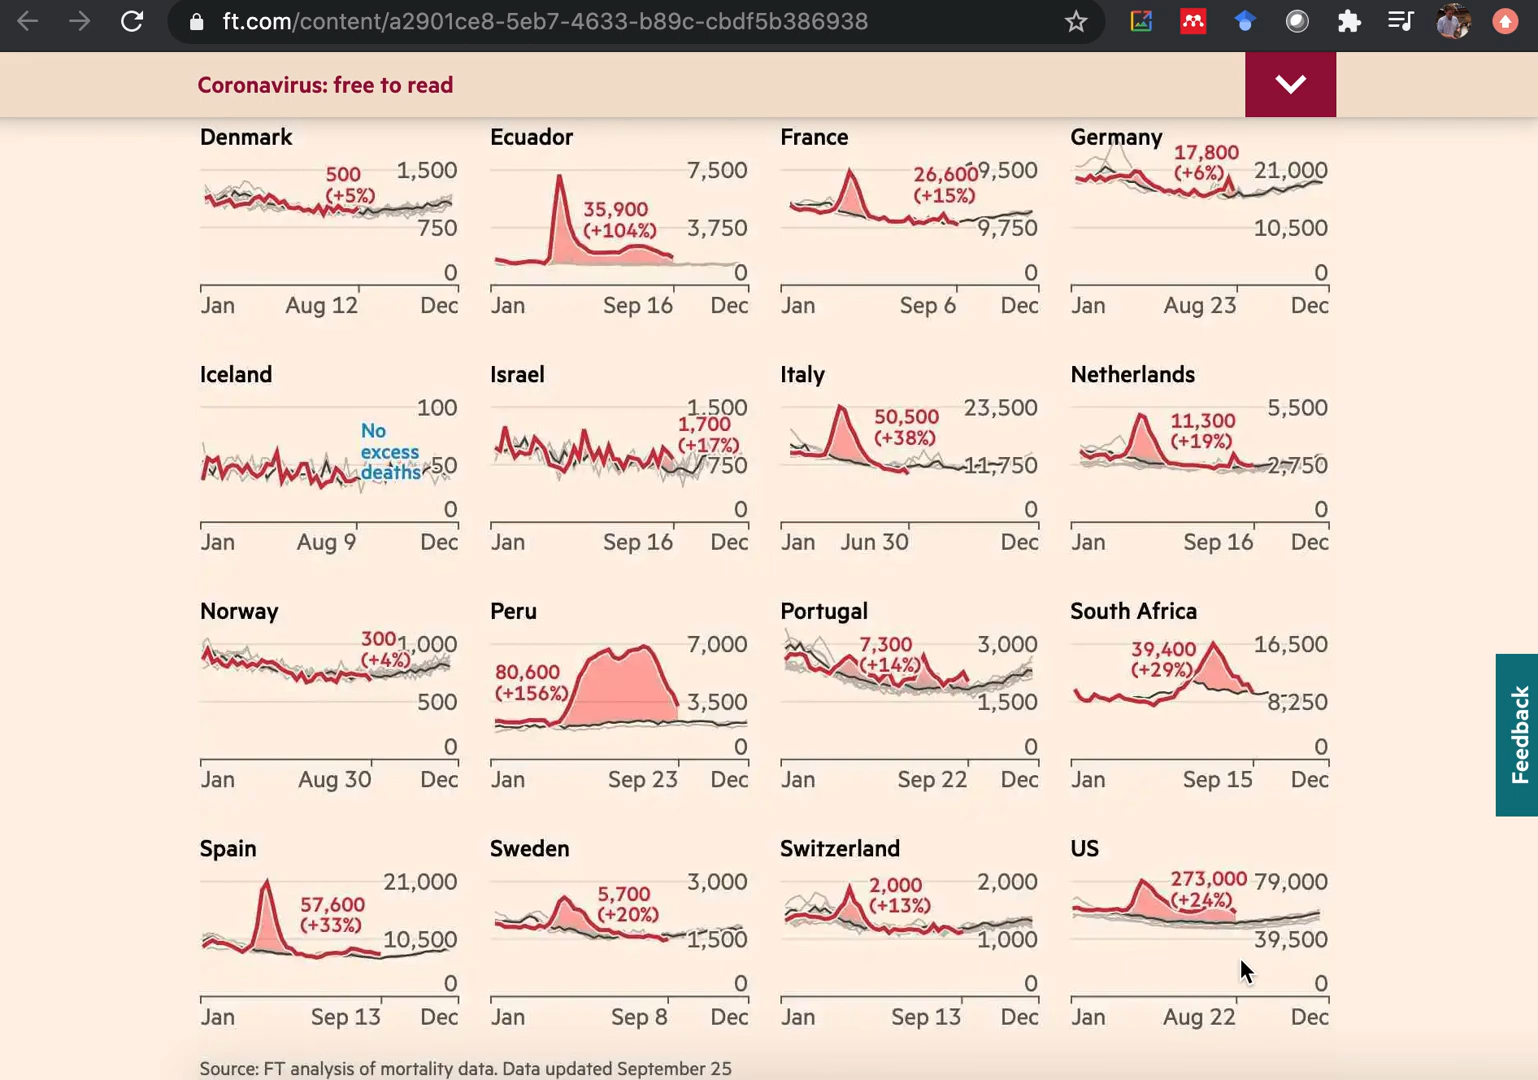 ft.com/content/a2901ce8-5eb7-4633-b89c-cbdf5b386938
Coronavirus: free to read
Denmark
500
(+5%)
1,500
750
0
Jan Aug 12 Dec
Ecuador
35,900
(+104%)
7,500
3,750
0
Jan Sep 16 Dec
France
26,600
(+15%)
19,500
9,750
0
Jan Sep 6 Dec
Germany
17,800
(+6%)
21,000
10,500
0
Jan Aug 23 Dec
Iceland
No
excess
deaths
100
50
0
Jan Aug 9 Dec
Israel
1,700
(+17%)
1,500
750
0
Jan Sep 16 Dec
Italy
50,500
(+38%)
23,500
11,750
0
Jan Jun 30 Dec
Netherlands
11,300
(+19%)
5,500
2,750
0
Jan Sep 16 Dec
Norway
300
(+4%)
1,000
500
0
Jan Aug 30 Dec
Peru
80,600
(+156%)
7,000
3,500
0
Jan Sep 23 Dec
Portugal
7,300
(+14%)
3,000
1,500
0
Jan Sep 22 Dec
South Africa
39,400
(+29%)
16,500
8,250
0
Jan Sep 15 Dec
Spain
57,600
(+33%)
21,000
10,500
0
Jan Sep 13 Dec
Sweden
5,700
(+20%)
3,000
1,500
0
Jan Sep 8 Dec
Switzerland
2,000
(+13%)
2,000
1,000
0
Jan Sep 13 Dec
US
273,000
(+24%)
79,000
39,500
0
Jan Aug 22 Dec
Source: FT analysis of mortality data. Data updated September 25
Feedback